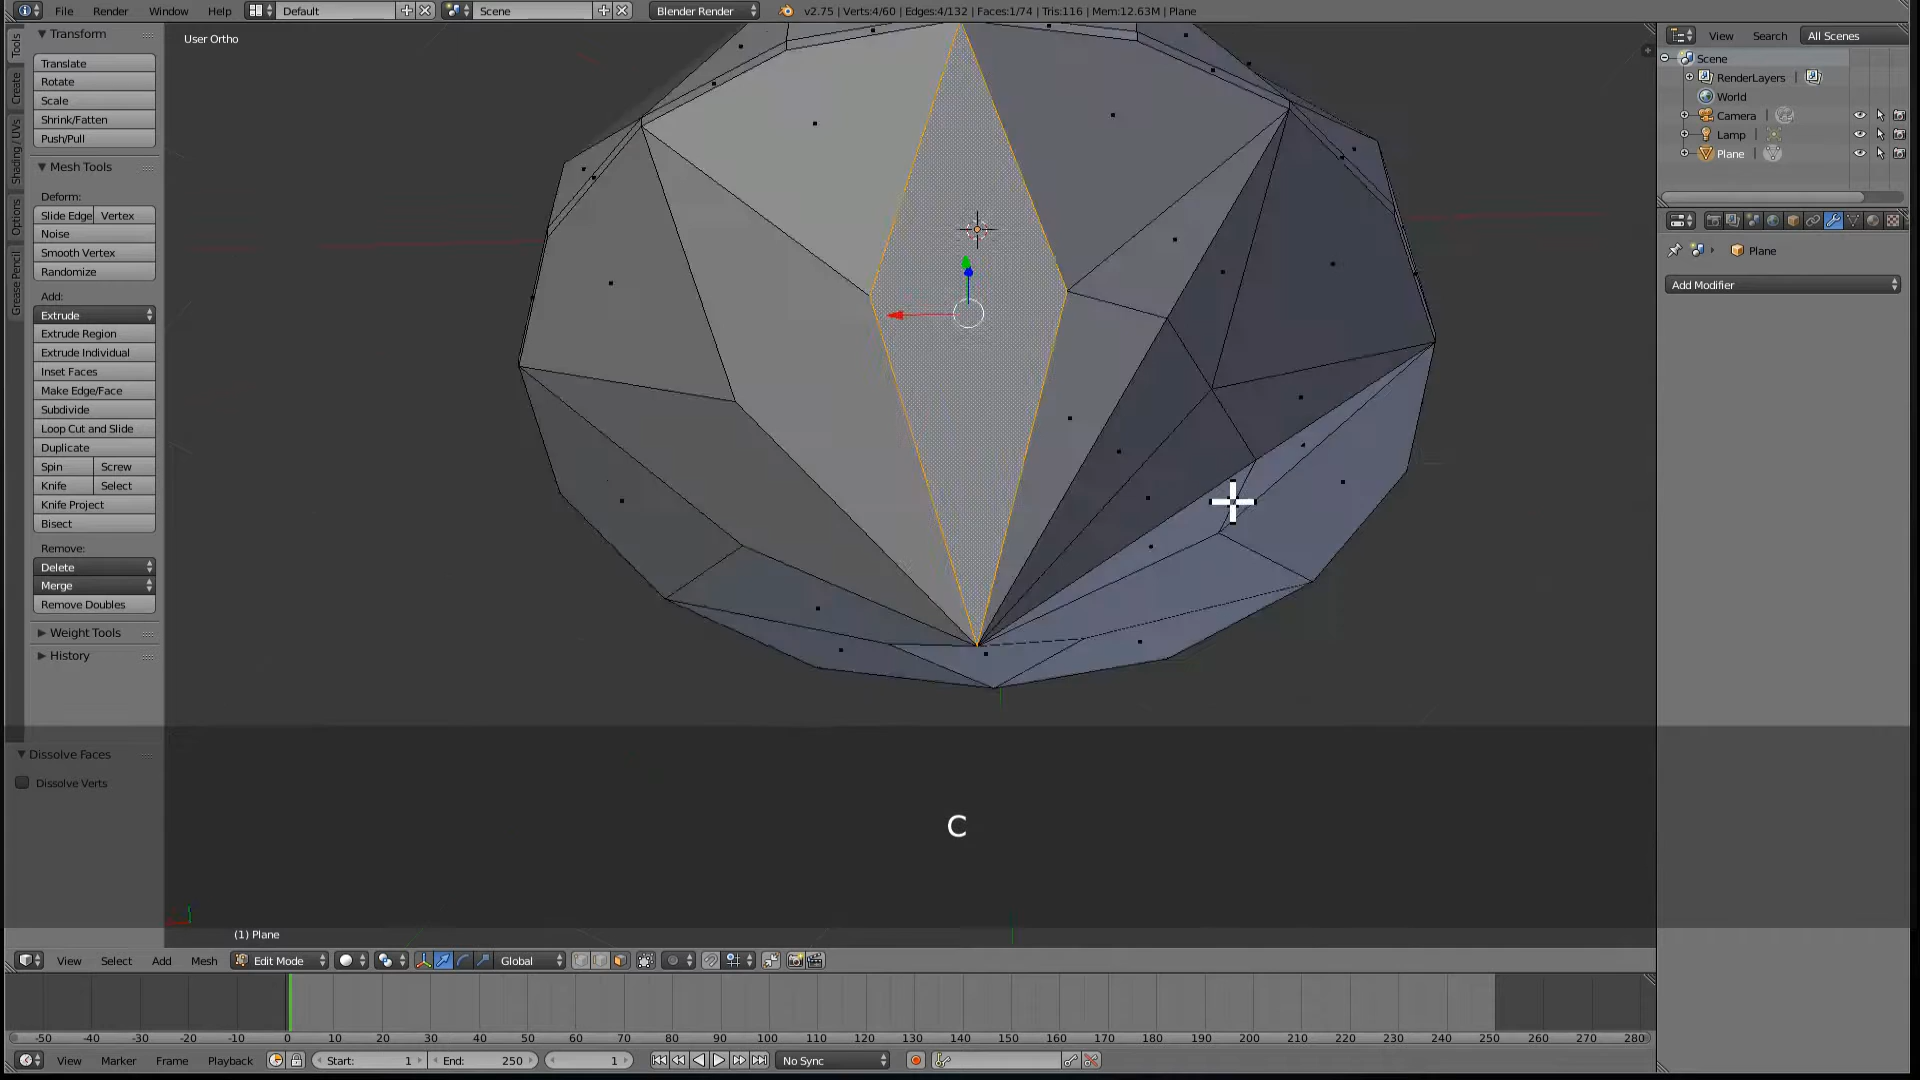 File Render Window Help Default Scene Blender Render v2.75 | Verts:4/60 | Edges:4/132 | Faces:1/74 | Tris:116 | Mem:12.63M | Plane
Tools
Create
Shading / UVs
Options
Grease Pencil
Transform
Translate
Rotate
Scale
Shrink/Fatten
Push/Pull
Mesh Tools
Deform:
Slide Edge Vertex
Noise
Smooth Vertex
Randomize
Add:
Extrude
Extrude Region
Extrude Individual
Inset Faces
Make Edge/Face
Subdivide
Loop Cut and Slide
Duplicate
Spin Screw
Knife Select
Knife Project
Bisect
Remove:
Delete
Merge
Remove Doubles
Weight Tools
History
Dissolve Faces
Dissolve Verts
User Ortho
C
(1) Plane
View Search All Scenes
Scene
RenderLayers
World
Camera
Lamp
Plane
Plane
Add Modifier
View Select Add Mesh Edit Mode Global
-50 -40 -30 -20 -10 0 10 20 30 40 50 60 70 80 90 100 110 120 130 140 150 160 170 180 190 200 210 220 230 240 250 260 270 280
View Marker Frame Playback Start: 1 End: 250 1 No Sync